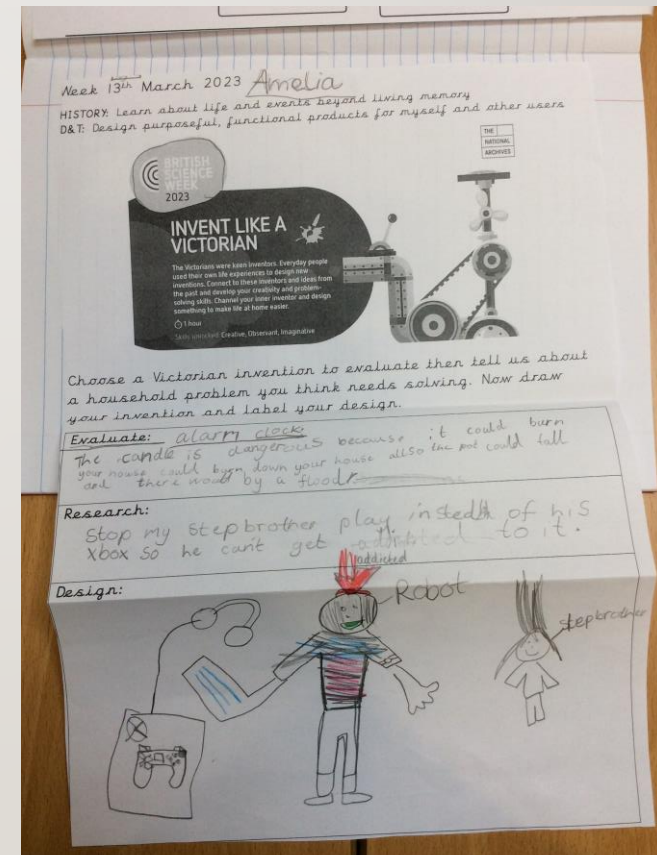 Week 13th March 2023 Amelia
HISTORY: Learn about life and events beyond living memory
D&T: Design purposeful, functional products for myself and other users
THE
NATIONAL
ARCHIVES
BRITISH
SCIENCE
WEEK
2023
INVENT LIKE A
VICTORIAN
The Victorians were keen inventors. Everyday people
used their own life experiences to design new
inventions. Connect to these inventors and ideas from
the past and develop your creativity and problem-
solving skills. Channel your inner inventor and design
something to make life at home easier.
1 hour
Creative, Observant, Imaginative
Choose a Victorian invention to evaluate then tell us about
a household problem you think needs solving. Now draw
your invention and label your design.
Evaluate: alarm clock.
The candle is dangerous because it could burn
your house could burn down your house allso the pot could fall
and there would by a flood
Research:
Stop my stepbrother play instedth of his
xbox so he can't get addicted to it.
addicted
Design:
Robot
stepbrother